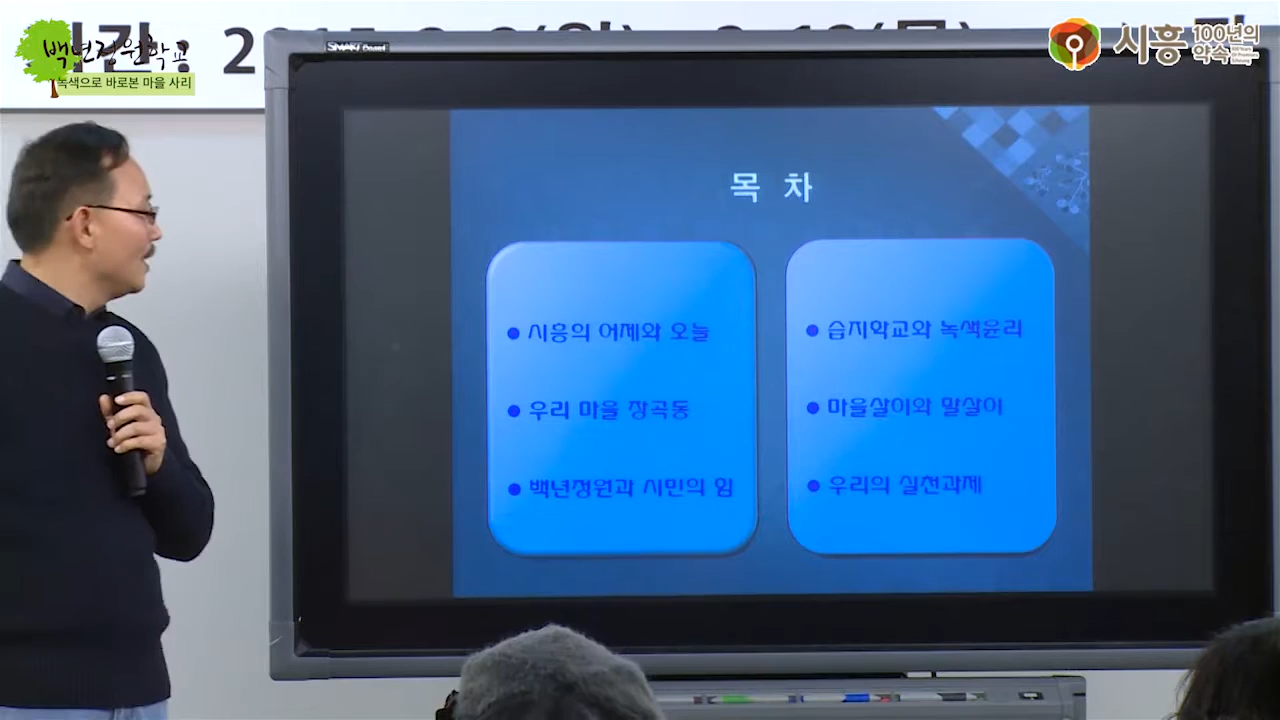 백년정원학교
녹색으로 바로본 마을 사리
시흥 100년의 약속
SMART Board
목 차
● 시흥의 어제와 오늘
● 우리 마을 장곡동
● 백년정원과 시민의 힘
● 습지학교와 녹색윤리
● 마을살이와 말살이
● 우리의 실천과제